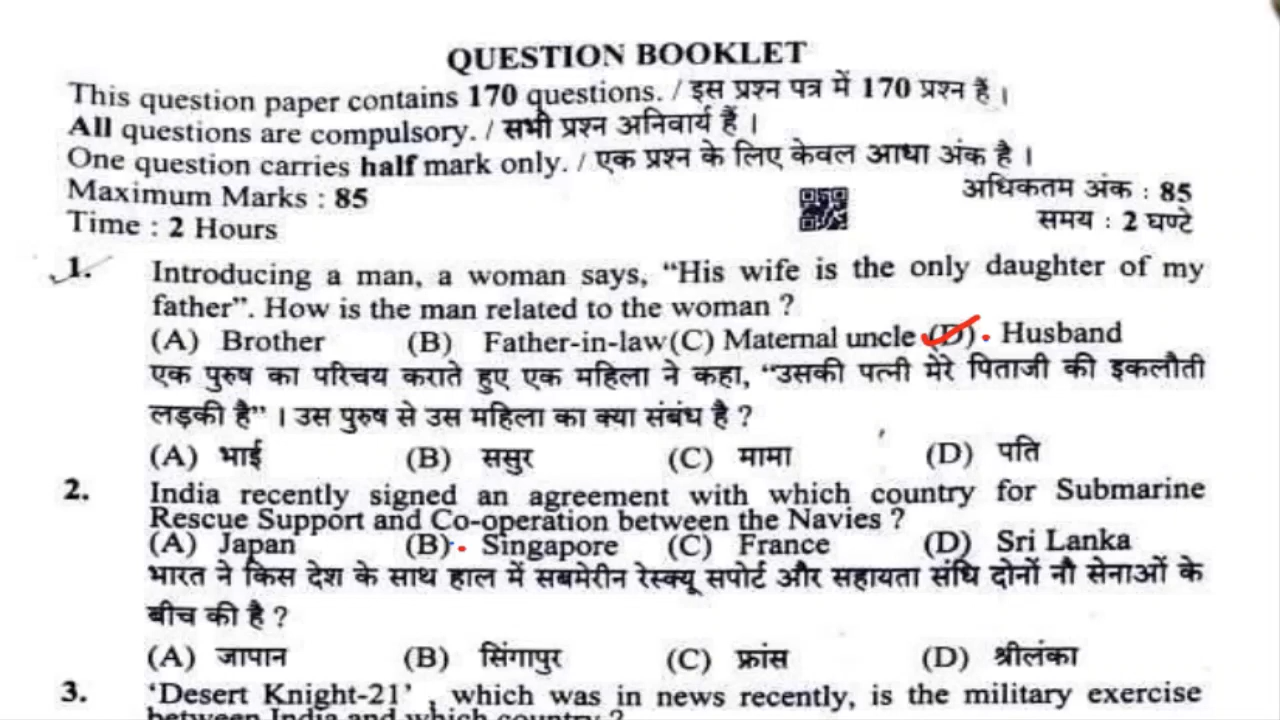 QUESTION BOOKLET
This question paper contains 170 questions. / इस प्रश्न पत्र में 170 प्रश्न हैं ।
All questions are compulsory. / सभी प्रश्न अनिवार्य हैं ।
One question carries half mark only. / एक प्रश्न के लिए केवल आधा अंक है ।
Maximum Marks : 85 अधिकतम अंक : 85
Time : 2 Hours समय : 2 घण्टे
1. Introducing a man, a woman says, “His wife is the only daughter of my
father”. How is the man related to the woman ?
(A) Brother (B) Father-in-law (C) Maternal uncle (D) Husband
एक पुरुष का परिचय कराते हुए एक महिला ने कहा, “उसकी पत्नी मेरे पिताजी की इकलौती
लड़की है” । उस पुरुष से उस महिला का क्या संबंध है ?
(A) भाई (B) ससुर (C) मामा (D) पति
2. India recently signed an agreement with which country for Submarine
Rescue Support and Co-operation between the Navies ?
(A) Japan (B) Singapore (C) France (D) Sri Lanka
भारत ने किस देश के साथ हाल में सबमेरीन रेस्क्यू सपोर्ट और सहायता संधि दोनों नौ सेनाओं के
बीच की है ?
(A) जापान (B) सिंगापुर (C) फ्रांस (D) श्रीलंका
3. ‘Desert Knight-21’ , which was in news recently, is the military exercise
between India and which country ?